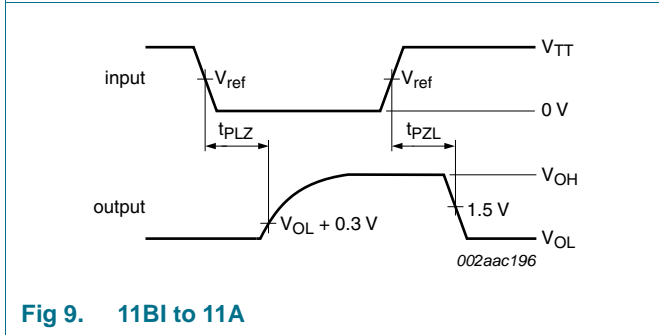 V_TT
input
V_ref
V_ref
0 V
t_PLZ
t_PZL
V_OH
output
V_OL + 0.3 V
1.5 V
V_OL
002aac196
Fig 9. 11BI to 11A